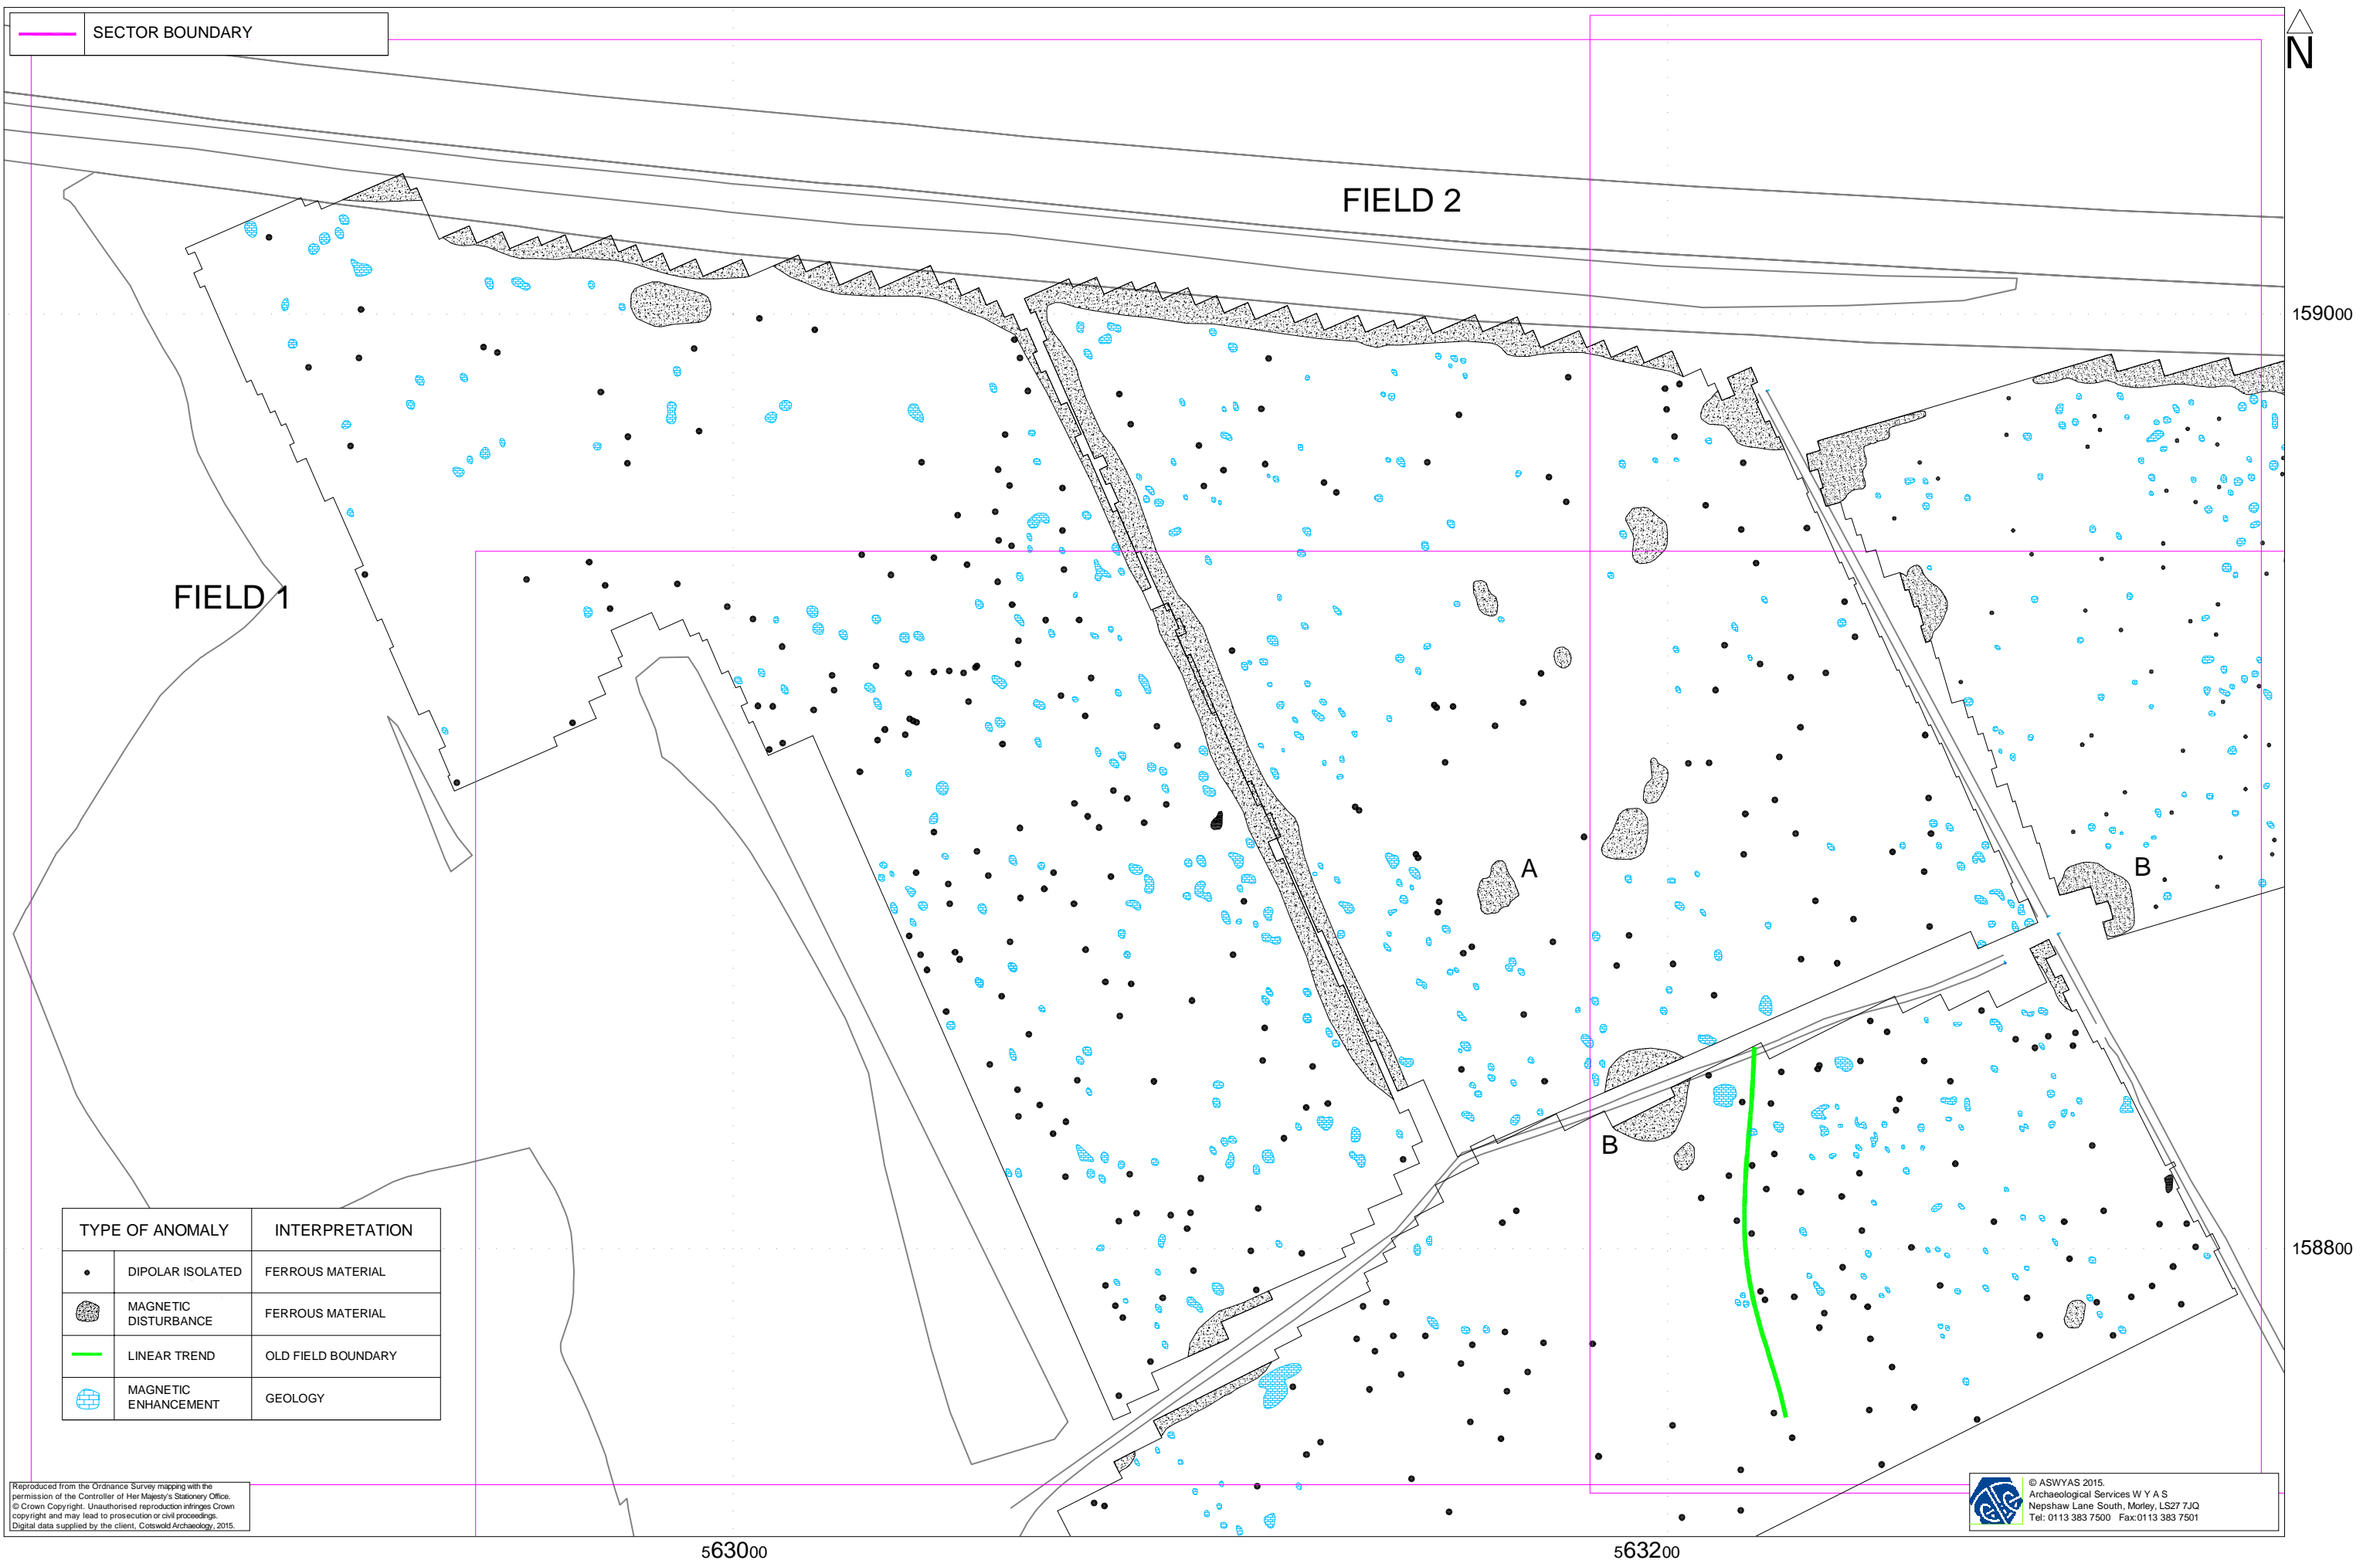 SECTOR BOUNDARY
N
FIELD 2
159000
FIELD 1
A
B
B
158800
TYPE OF ANOMALY INTERPRETATION
DIPOLAR ISOLATED FERROUS MATERIAL
MAGNETIC
DISTURBANCE
FERROUS MATERIAL
LINEAR TREND OLD FIELD BOUNDARY
MAGNETIC
ENHANCEMENT
GEOLOGY
Reproduced from the Ordnance Survey mapping with the
permission of the Controller of Her Majesty's Stationery Office.
© Crown Copyright. Unauthorised reproduction infringes Crown
copyright and may lead to prosecution or civil proceedings.
Digital data supplied by the client, Cotswold Archaeology, 2015.
© ASWYAS 2015.
Archaeological Services W Y A S
Nepshaw Lane South, Morley, LS27 7JQ
Tel: 0113 383 7500 Fax:0113 383 7501
563000
563200